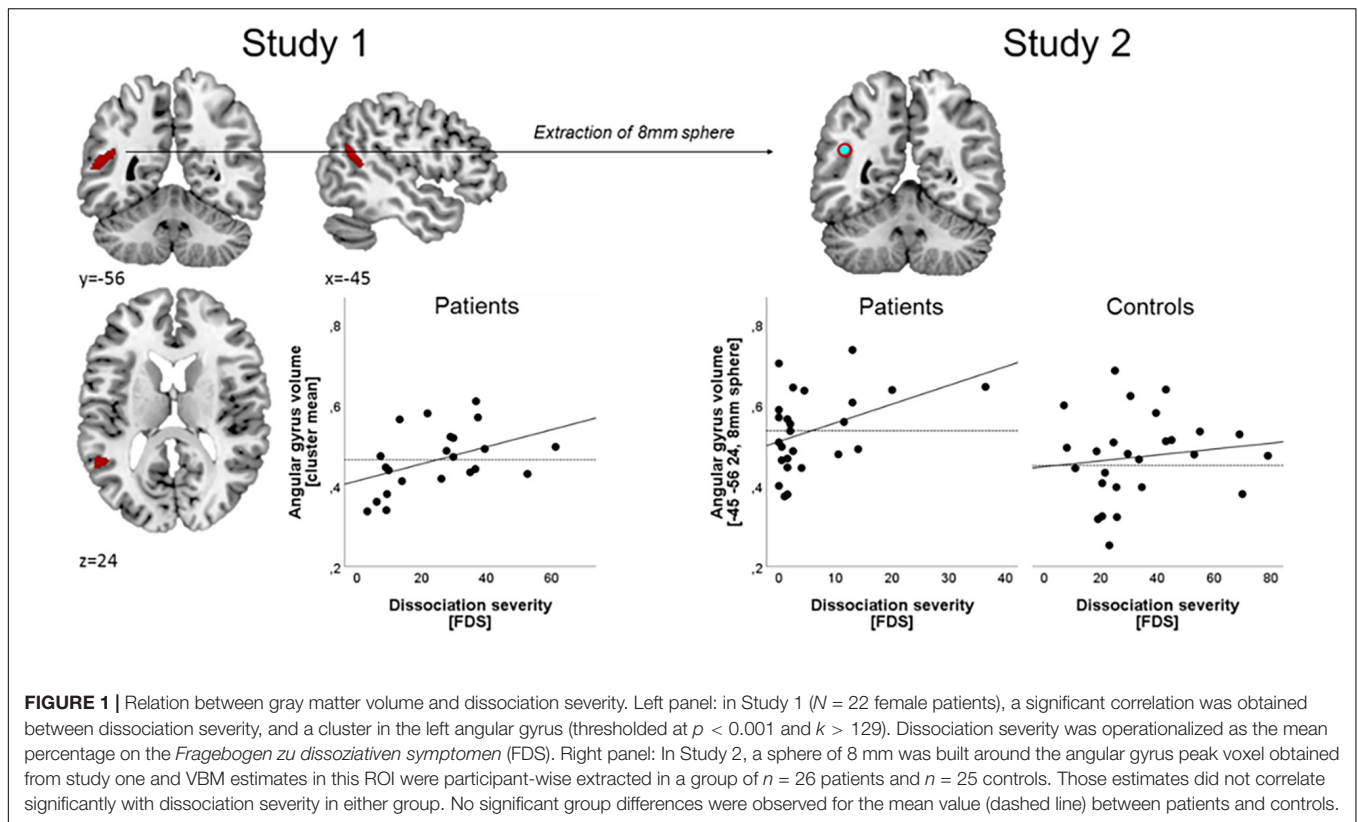 Study 1
Study 2
Extraction of 8mm sphere
y=-56
x=-45
z=24
Patients
Angular gyrus volume
[cluster mean]
,8
,6
,4
,2
0
20
40
60
Dissociation severity
[FDS]
Patients
Angular gyrus volume
[-45 -56 24, 8mm sphere]
,8
,6
,4
,2
0
10
20
30
40
Dissociation severity
[FDS]
Controls
0
20
40
60
80
Dissociation severity
[FDS]
FIGURE 1 | Relation between gray matter volume and dissociation severity. Left panel: in Study 1 (N = 22 female patients), a significant correlation was obtained
between dissociation severity, and a cluster in the left angular gyrus (thresholded at p < 0.001 and k > 129). Dissociation severity was operationalized as the mean
percentage on the Fragebogen zu dissoziativen symptomen (FDS). Right panel: In Study 2, a sphere of 8 mm was built around the angular gyrus peak voxel obtained
from study one and VBM estimates in this ROI were participant-wise extracted in a group of n = 26 patients and n = 25 controls. Those estimates did not correlate
significantly with dissociation severity in either group. No significant group differences were observed for the mean value (dashed line) between patients and controls.